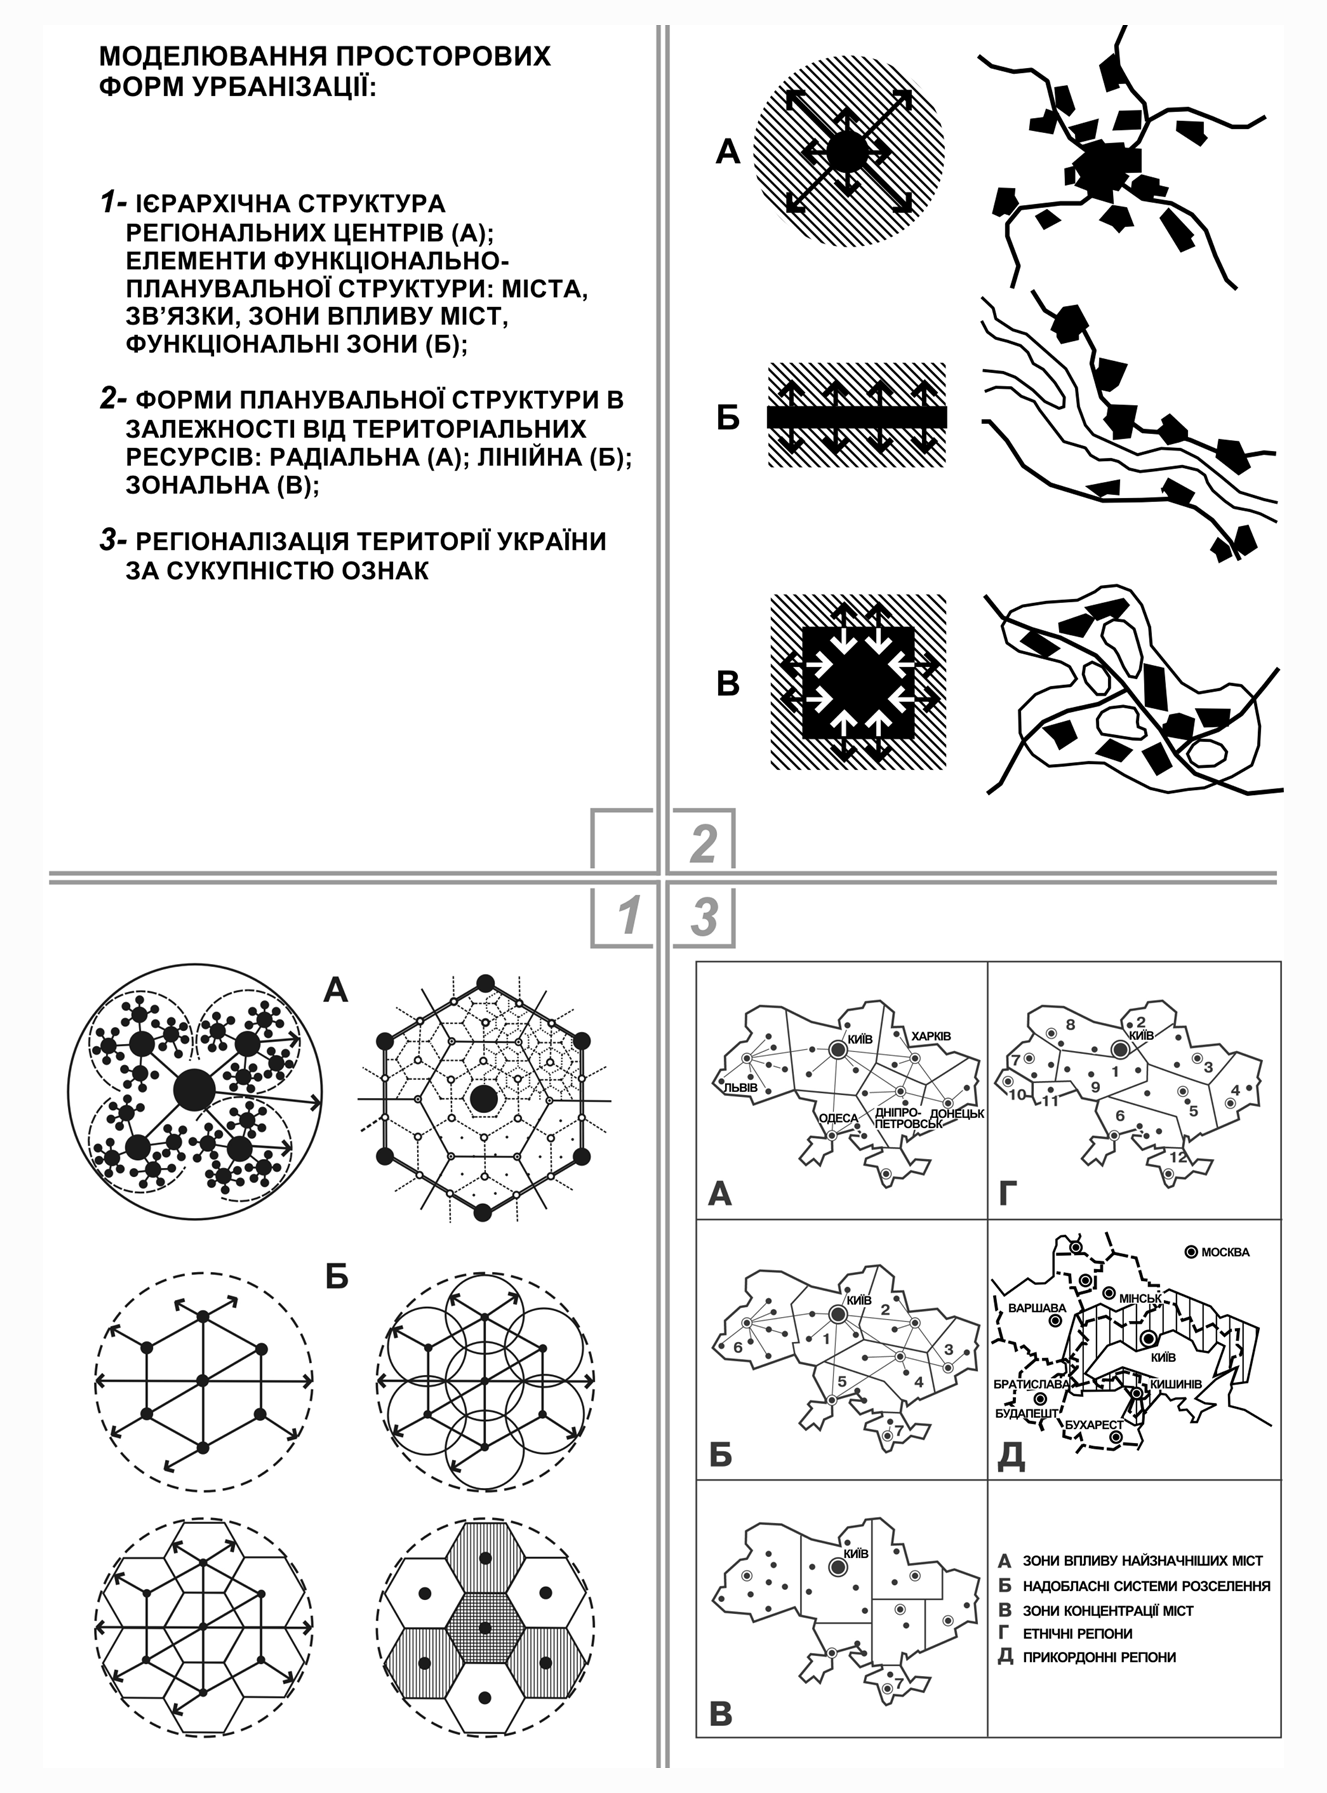 МОДЕЛЮВАННЯ ПРОСТОРОВИХ
ФОРМ УРБАНІЗАЦІЇ:
1- ІЄРАРХІЧНА СТРУКТУРА
РЕГІОНАЛЬНИХ ЦЕНТРІВ (А);
ЕЛЕМЕНТИ ФУНКЦІОНАЛЬНО-
ПЛАНУВАЛЬНОЇ СТРУКТУРИ: МІСТА,
ЗВ'ЯЗКИ, ЗОНИ ВПЛИВУ МІСТ,
ФУНКЦІОНАЛЬНІ ЗОНИ (Б);
2- ФОРМИ ПЛАНУВАЛЬНОЇ СТРУКТУРИ В
ЗАЛЕЖНОСТІ ВІД ТЕРИТОРІАЛЬНИХ
РЕСУРСІВ: РАДІАЛЬНА (А); ЛІНІЙНА (Б);
ЗОНАЛЬНА (В);
3- РЕГІОНАЛІЗАЦІЯ ТЕРИТОРІЇ УКРАЇНИ
ЗА СУКУПНІСТЮ ОЗНАК
А
Б
В
2
1
А
Б
3
КИЇВ
ХАРКІВ
ЛЬВІВ
ОДЕСА
ДНІПРО-
ПЕТРОВСЬК
ДОНЕЦЬК
А
8
2
КИЇВ
7
1
3
10
11
9
4
6
5
12
Г
КИЇВ
2
1
6
3
5
4
7
Б
МОСКВА
МІНСЬК
ВАРШАВА
КИЇВ
БРАТИСЛАВА
КИШИНІВ
БУДАПЕШТ
БУХАРЕСТ
Д
КИЇВ
7
В
А ЗОНИ ВПЛИВУ НАЙЗНАЧНІШИХ МІСТ
Б НАДОБЛАСНІ СИСТЕМИ РОЗСЕЛЕННЯ
В ЗОНИ КОНЦЕНТРАЦІЇ МІСТ
Г ЕТНІЧНІ РЕГІОНИ
Д ПРИКОРДОННІ РЕГІОНИ